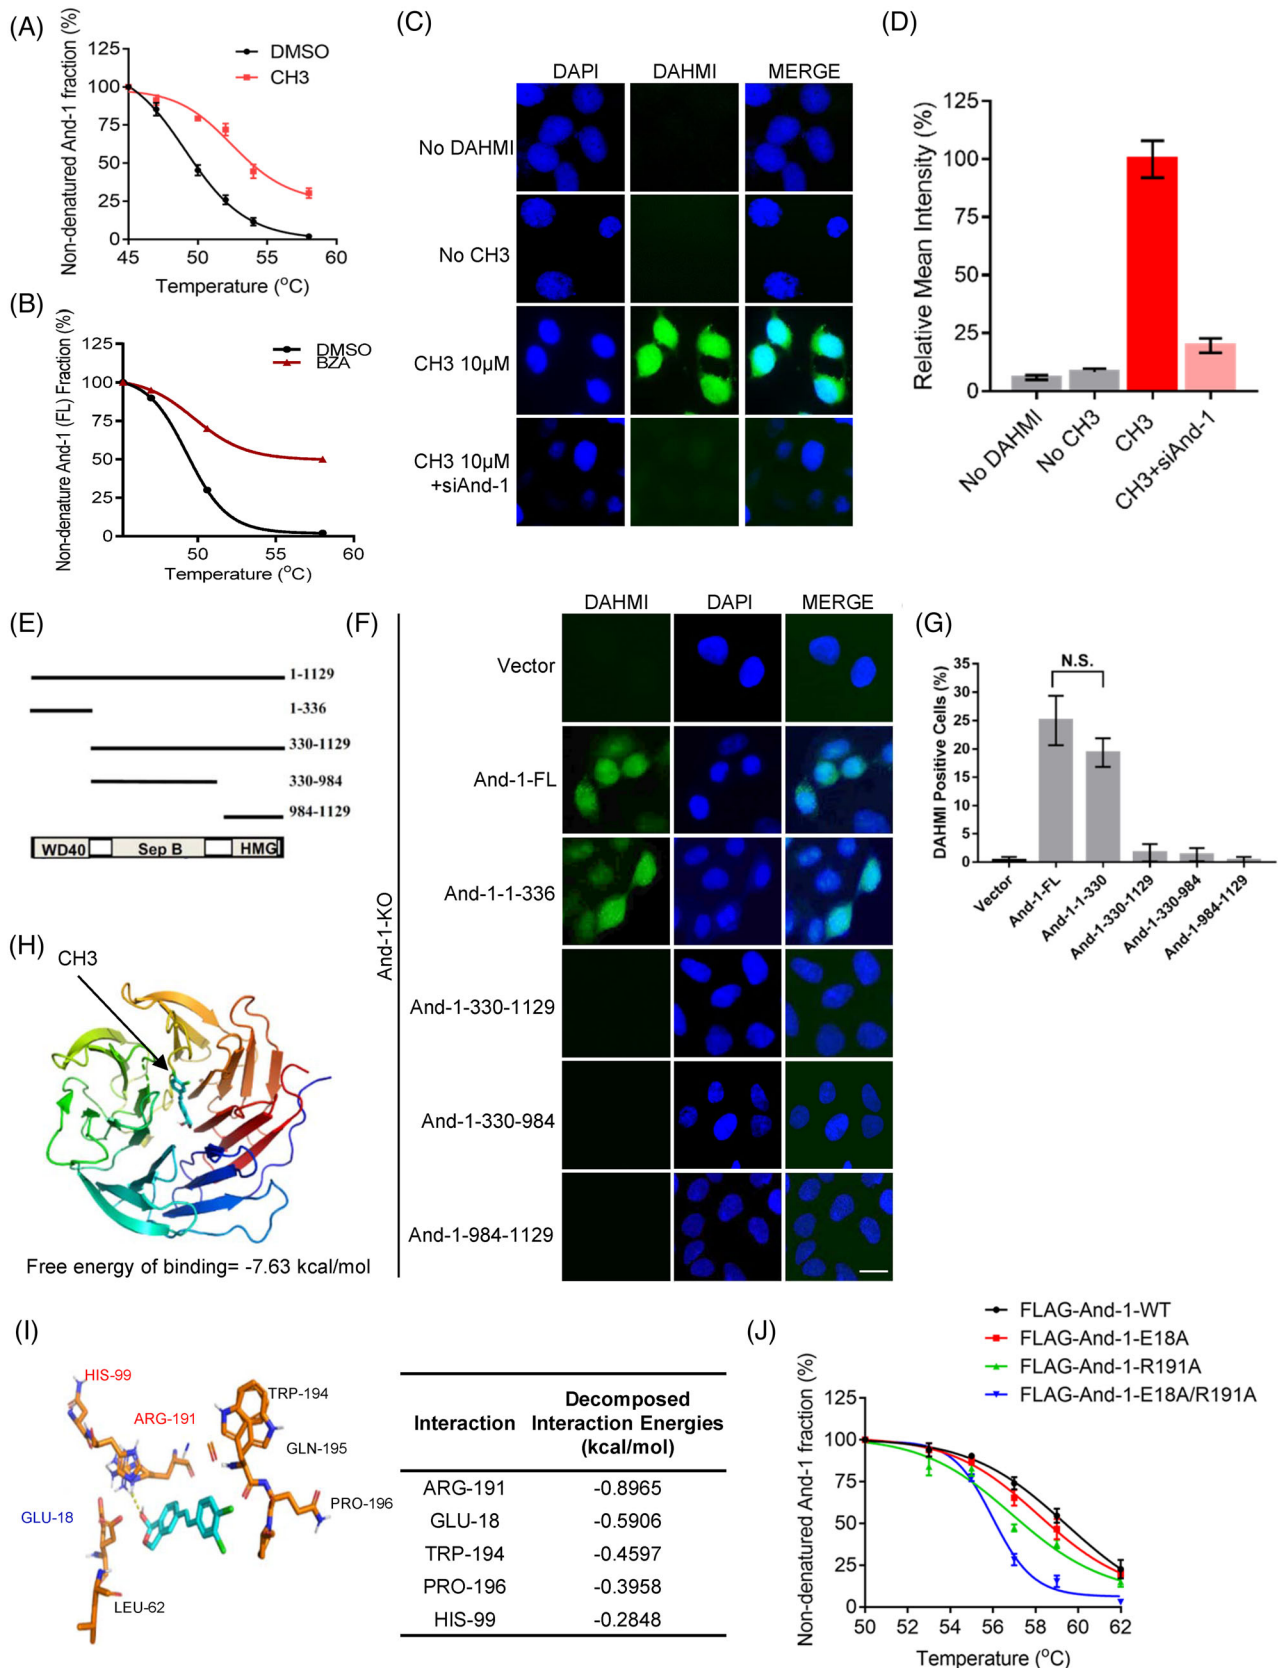 (A)
Non-denatured And-1 fraction (%)
125
100
75
50
25
0
45
50
55
60
Temperature (°C)
DMSO
CH3
(B)
Non-denature And-1 (FL) Fraction (%)
125
100
75
50
25
0
50
55
60
Temperature (°C)
DMSO
BZA
(C)
DAPI DAHMI MERGE
No DAHMI
No CH3
CH3 10μM
CH3 10μM
+siAnd-1
(D)
Relative Mean Intensity (%)
125
100
75
50
25
0
No DAHMI
No CH3
CH3
CH3+siAnd-1
(E)
1-1129
1-336
330-1129
330-984
984-1129
WD40 Sep B HMG
(F)
DAHMI DAPI MERGE
And-1-KO
Vector
And-1-FL
And-1-1-336
And-1-330-1129
And-1-330-984
And-1-984-1129
(G)
DAHMI Positive Cells (%)
35
30
25
20
15
10
5
0
N.S.
Vector
And-1-FL
And-1-1-330
And-1-330-1129
And-1-330-984
And-1-984-1129
(H)
CH3
Free energy of binding= -7.63 kcal/mol
(I)
HIS-99
ARG-191
TRP-194
GLN-195
PRO-196
GLU-18
LEU-62
Interaction Decomposed Interaction Energies (kcal/mol)
ARG-191 -0.8965
GLU-18 -0.5906
TRP-194 -0.4597
PRO-196 -0.3958
HIS-99 -0.2848
(J)
FLAG-And-1-WT
FLAG-And-1-E18A
FLAG-And-1-R191A
FLAG-And-1-E18A/R191A
Non-denatured And-1 fraction (%)
125
100
75
50
25
0
50 52 54 56 58 60 62
Temperature (°C)